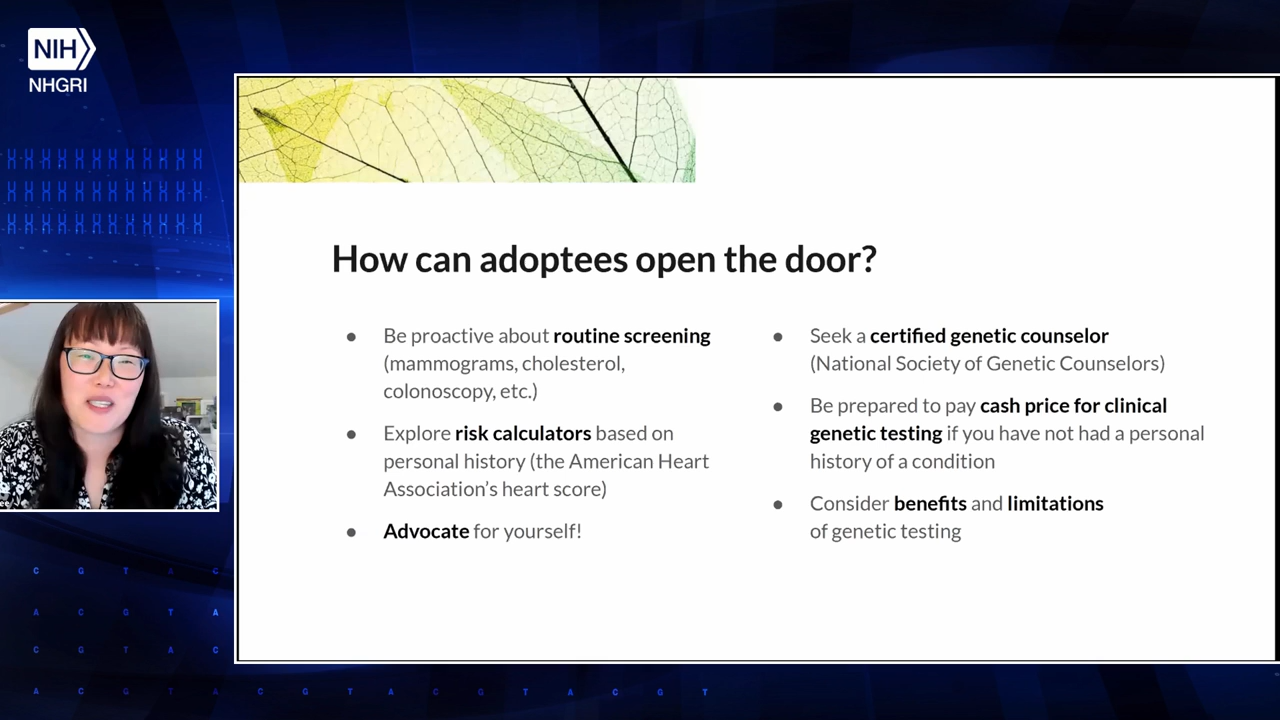 NIH
NHGRI
How can adoptees open the door?
● Be proactive about routine screening
(mammograms, cholesterol,
colonoscopy, etc.)
● Explore risk calculators based on
personal history (the American Heart
Association’s heart score)
● Advocate for yourself!
● Seek a certified genetic counselor
(National Society of Genetic Counselors)
● Be prepared to pay cash price for clinical
genetic testing if you have not had a personal
history of a condition
● Consider benefits and limitations
of genetic testing
C G T A C
A C G T A
C G T A C
A C G T A C G T A C G T A C G T